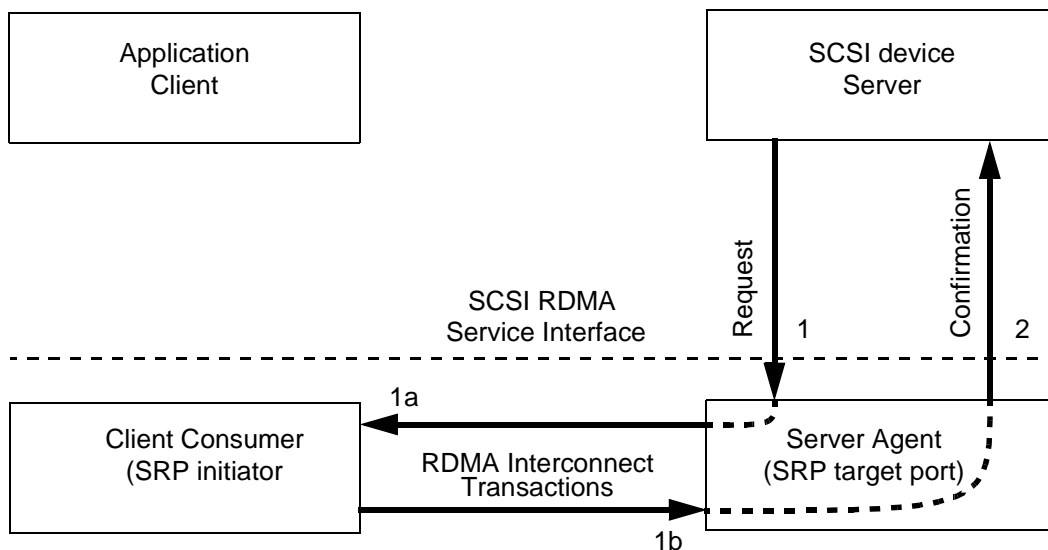 Application
Client
SCSI device
Server
Request
Confirmation
SCSI RDMA
Service Interface
1
2
1a
Client Consumer
(SRP initiator
RDMA Interconnect
Transactions
Server Agent
(SRP target port)
1b